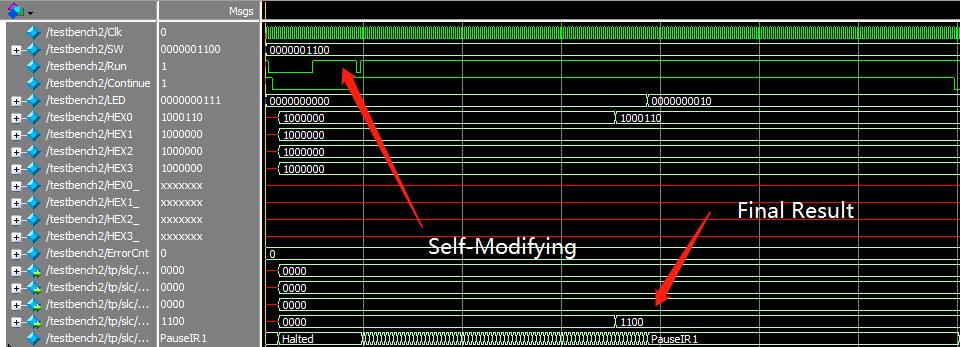 Msgs
/testbench2/Clk 0
/testbench2/SW 0000001100 0000001100
/testbench2/Run 1
/testbench2/Continue 1
/testbench2/LED 0000000111 0000000000 0000000010
/testbench2/HEX0 1000110 1000000 1000110
/testbench2/HEX1 1000000 1000000
/testbench2/HEX2 1000000 1000000
/testbench2/HEX3 1000000 1000000
/testbench2/HEX0_ xxxxxxx
/testbench2/HEX1_ xxxxxxx
/testbench2/HEX2_ xxxxxxx
Final Result
/testbench2/HEX3_ xxxxxxx
Self-Modifying
/testbench2/ErrorCnt 0 0
/testbench2/tp/slc/... 0000 0000
/testbench2/tp/slc/... 0000 0000
/testbench2/tp/slc/... 0000 0000
/testbench2/tp/slc/... 1100 0000 1100
/testbench2/tp/slc/... PauseIR1 Halted PauseIR1